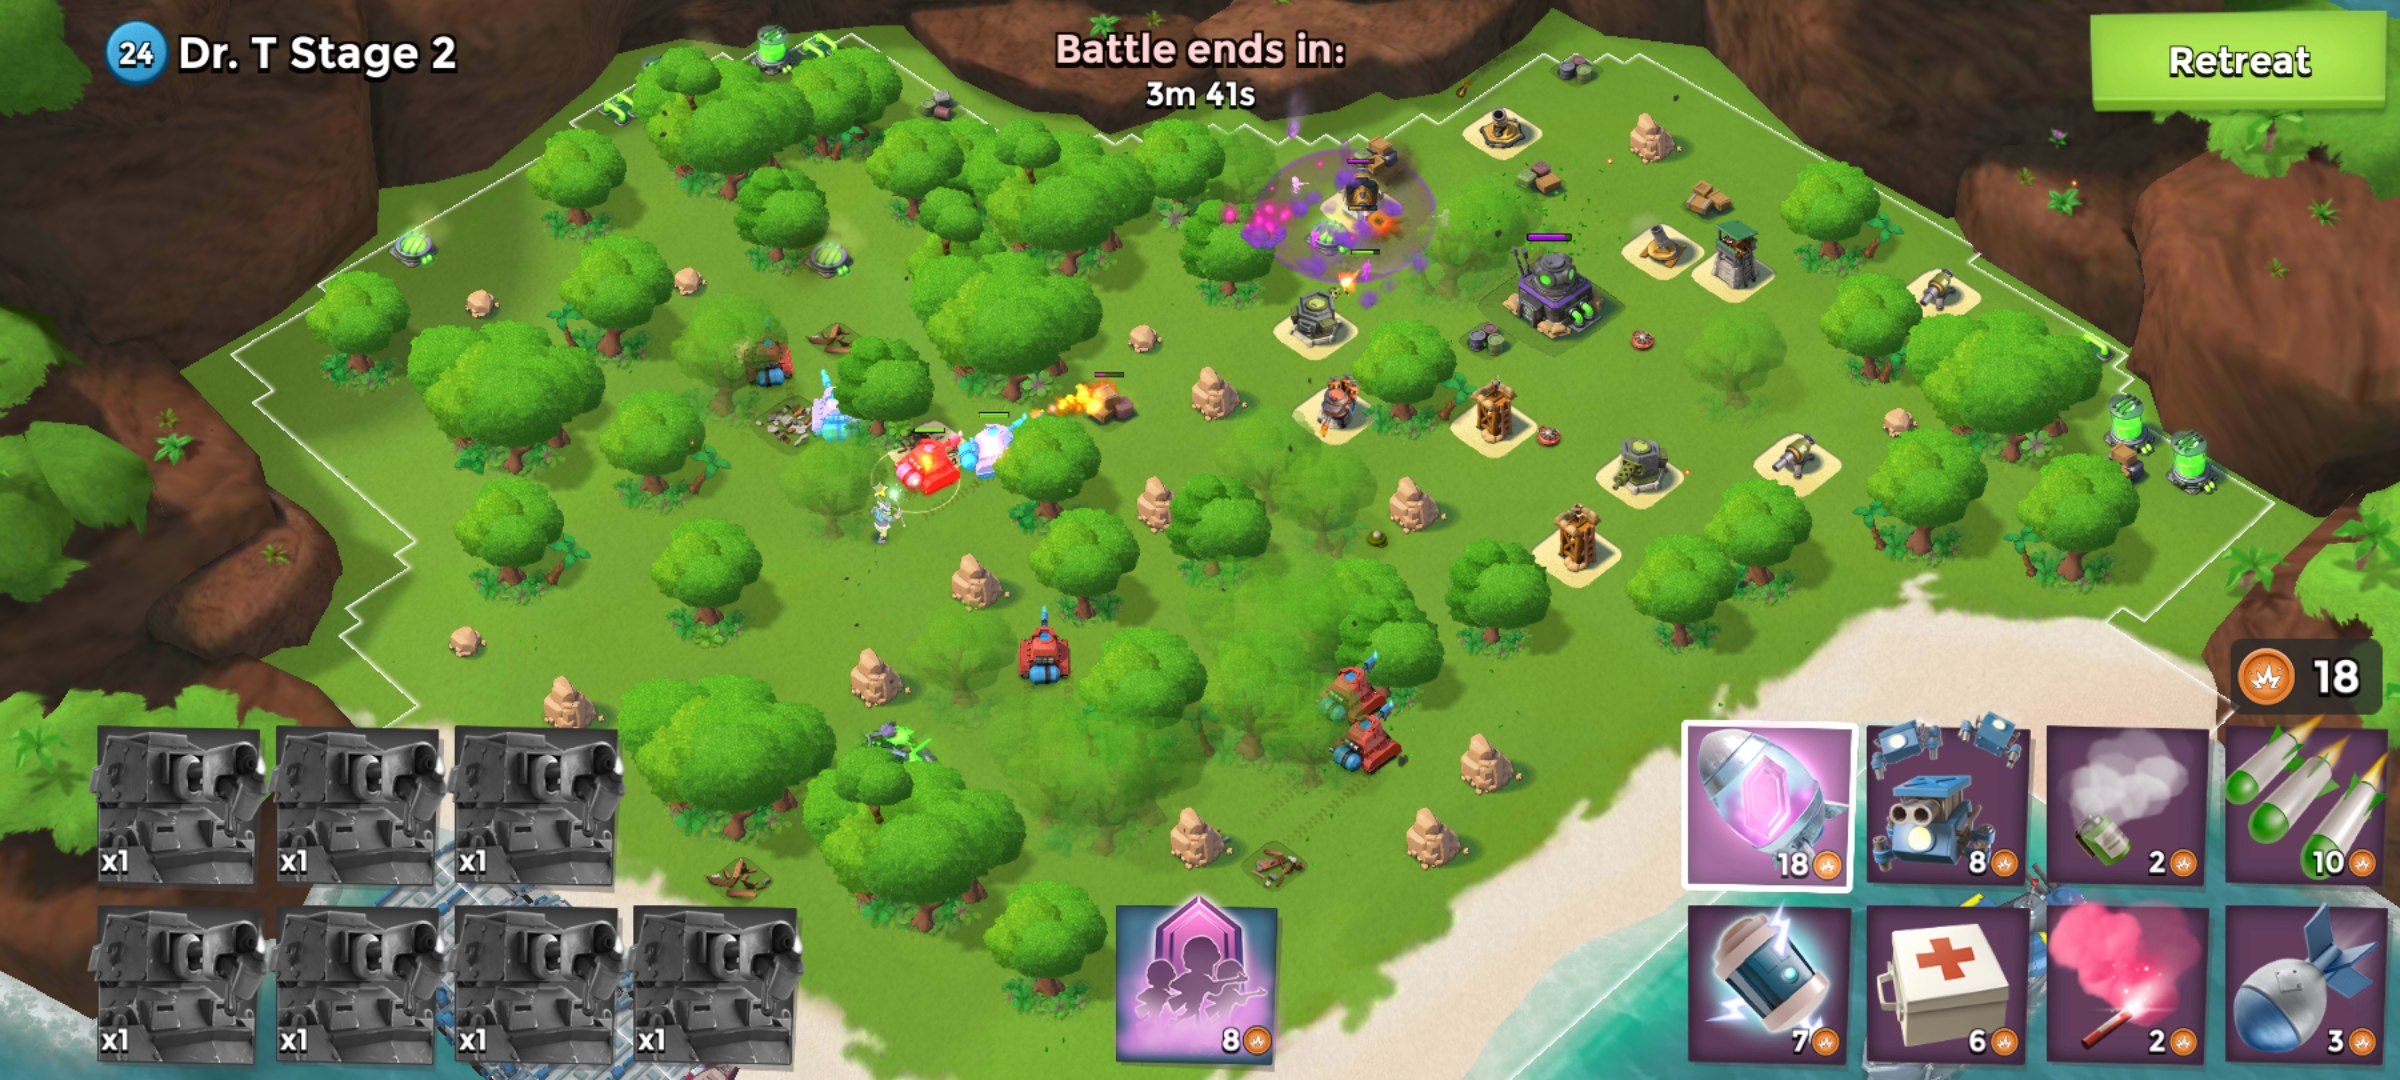 24 Dr. T Stage 2
Battle ends in:
3m 41s
Retreat
18
x1
x1
x1
18
8
2
10
x1
x1
x1
x1
8
7
6
2
3